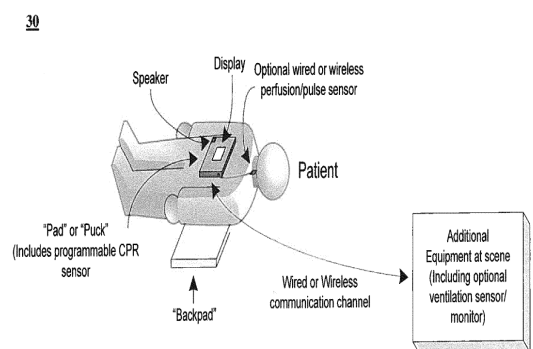 30
Display
Speaker
Optional wired or wireless
perfusion/pulse sensor
Patient
"Pad" or "Puck"
(Includes programmable CPR
sensor
"Backpad"
Wired or Wireless
communication channel
Additional
Equipment at scene
(Including optional
ventilation sensor/
monitor)